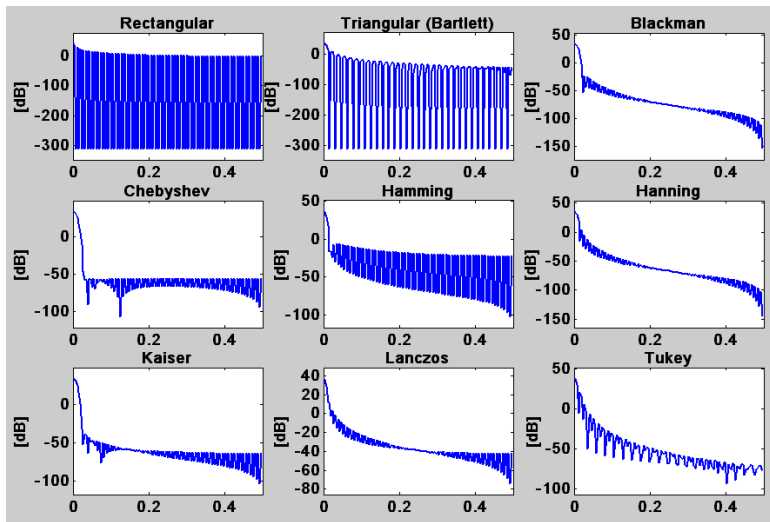 Rectangular
[dB]
0
-100
-200
-300
0 0.2 0.4
Triangular (Bartlett)
[dB]
0
-100
-200
-300
0 0.2 0.4
Blackman
[dB]
50
0
-50
-100
-150
0 0.2 0.4
Chebyshev
[dB]
0
-50
-100
0 0.2 0.4
Hamming
[dB]
50
0
-50
-100
0 0.2 0.4
Hanning
[dB]
50
0
-50
-100
-150
0 0.2 0.4
Kaiser
[dB]
0
-50
-100
0 0.2 0.4
Lanczos
[dB]
40
20
0
-20
-40
-60
-80
0 0.2 0.4
Tukey
[dB]
50
0
-50
-100
0 0.2 0.4